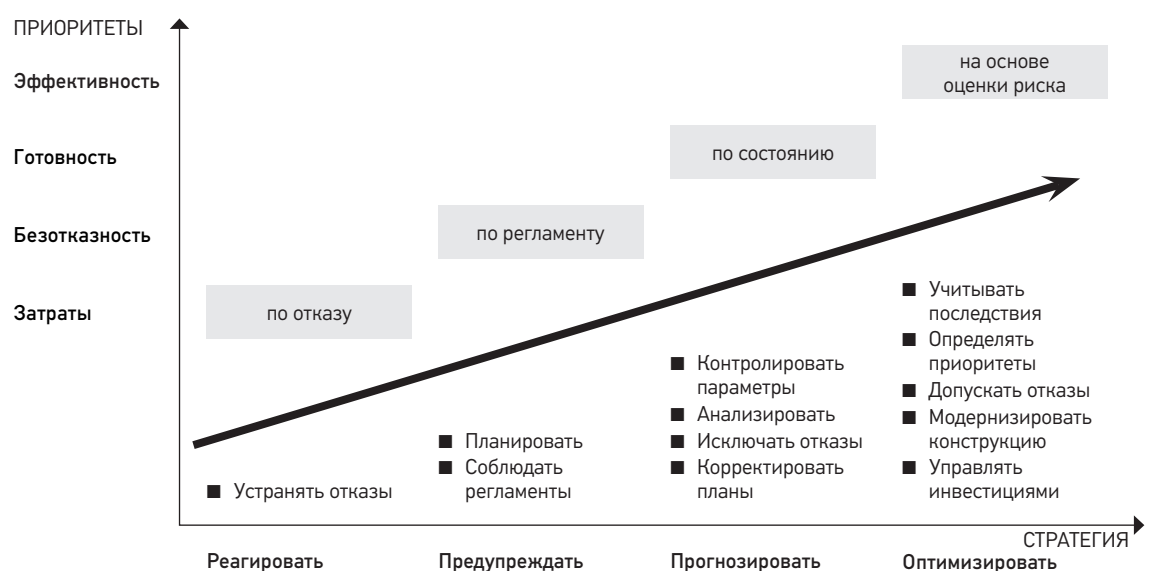 ПРИОРИТЕТЫ
Эффективность
на основе
оценки риска
Готовность
по состоянию
Безотказность
по регламенту
Затраты
по отказу
■ Устранять отказы
■ Планировать
■ Соблюдать
регламенты
■ Контролировать
параметры
■ Анализировать
■ Исключать отказы
■ Корректировать
планы
■ Учитывать
последствия
■ Определять
приоритеты
■ Допускать отказы
■ Модернизировать
конструкцию
■ Управлять
инвестициями
СТРАТЕГИЯ
Реагировать
Предупреждать
Прогнозировать
Оптимизировать